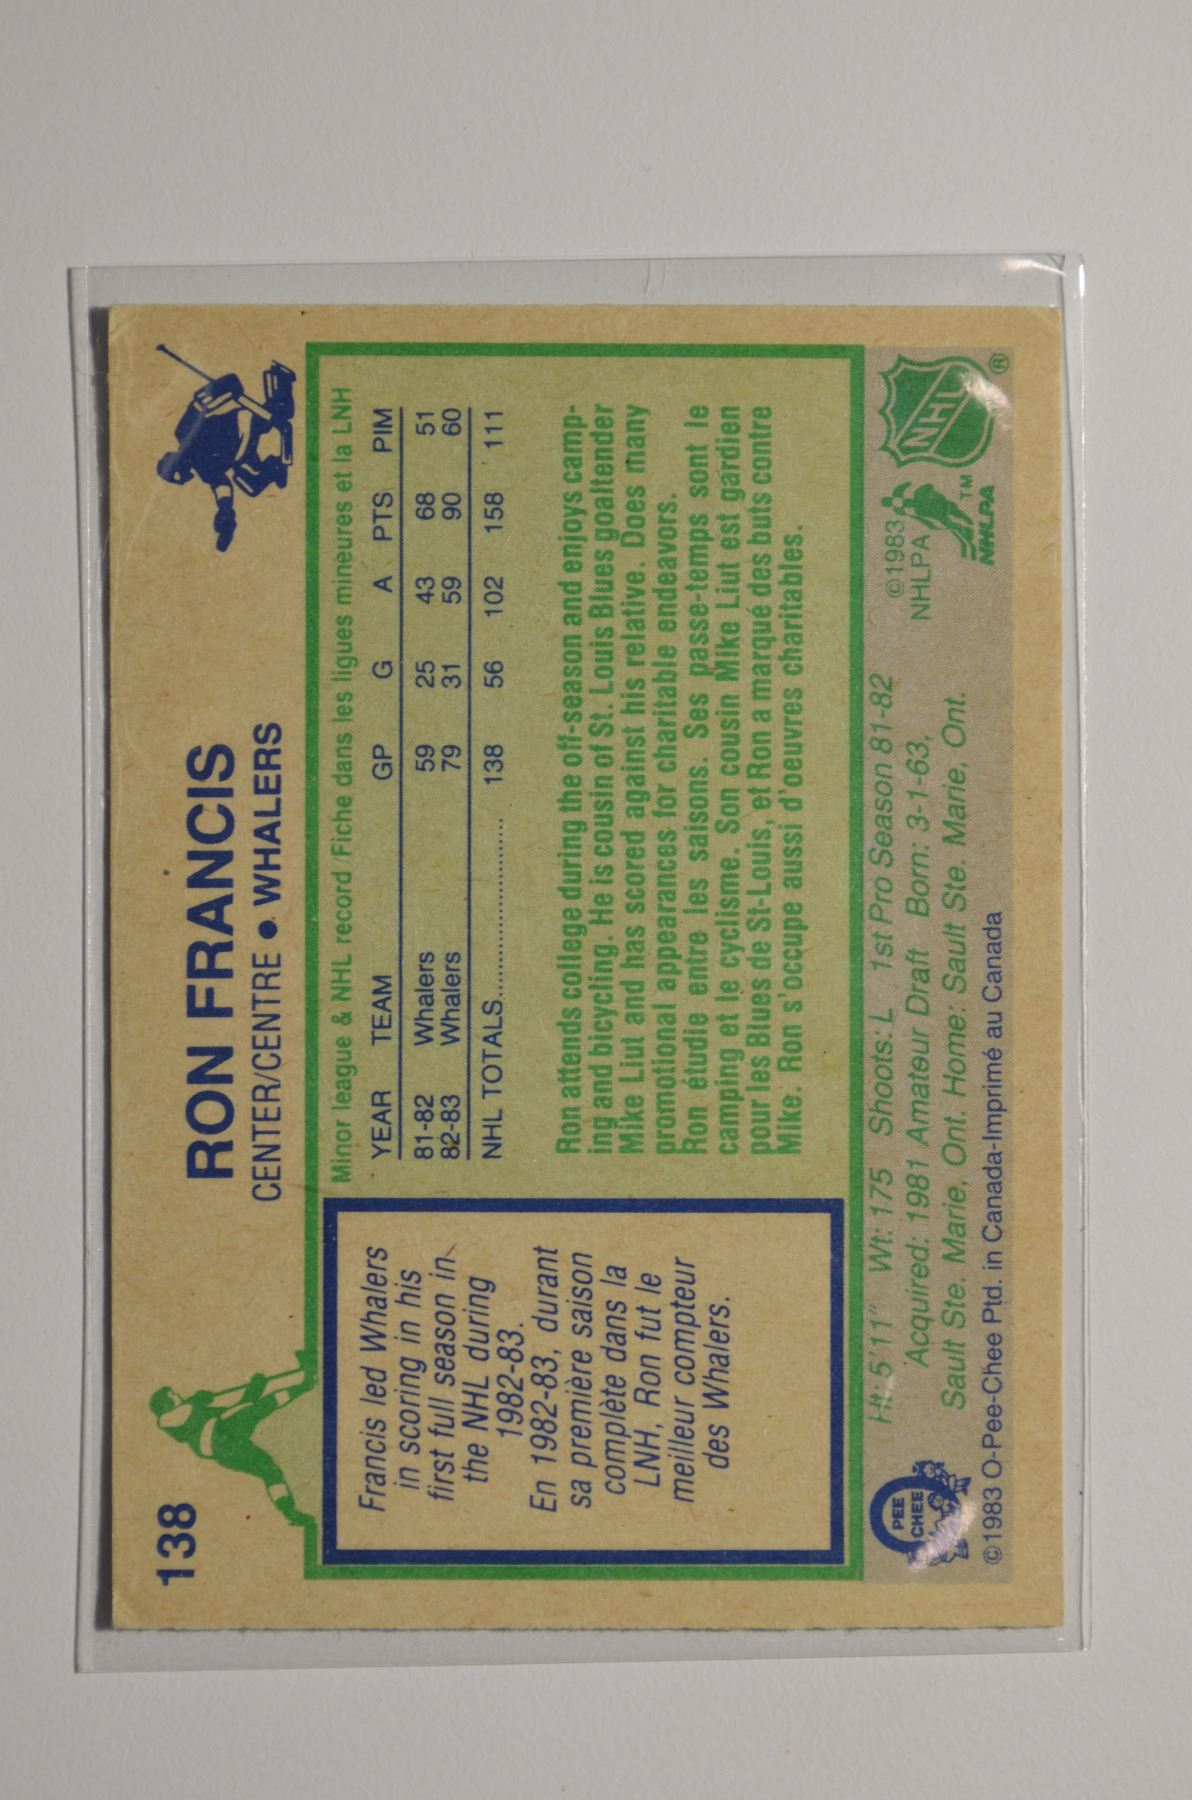 138
RON FRANCIS
CENTER/CENTRE • WHALERS
Francis led Whalers
in scoring in his
first full season in
the NHL during
1982-83.
En 1982-83, durant
sa première saison
complète dans la
LNH, Ron fut le
meilleur compteur
des Whalers.
Minor league & NHL record/Fiche dans les ligues mineures et la LNH
YEAR TEAM GP G A PTS PIM
81-82 Whalers 59 25 43 68 51
82-83 Whalers 79 31 59 90 60
NHL TOTALS.................... 138 56 102 158 111
Ron attends college during the off-season and enjoys camp-
ing and bicycling. He is cousin of St. Louis Blues goaltender
Mike Liut and has scored against his relative. Does many
promotional appearances for charitable endeavors.
Ron étudie entre les saisons. Ses passe-temps sont le
camping et le cyclisme. Son cousin Mike Liut est gardien
pour les Blues de St-Louis, et Ron a marqué des buts contre
Mike. Ron s'occupe aussi d'oeuvres charitables.
Ht: 5'11" Wt: 175 Shoots: L 1st Pro Season 81-82
Acquired: 1981 Amateur Draft Born: 3-1-63,
Sault Ste. Marie, Ont. Home: Sault Ste. Marie, Ont.
©1983 O-Pee-Chee Ptd. in Canada-Imprimé au Canada
PEE
CHEE
©1983
NHLPA
TM
NHLPA
NHL
®